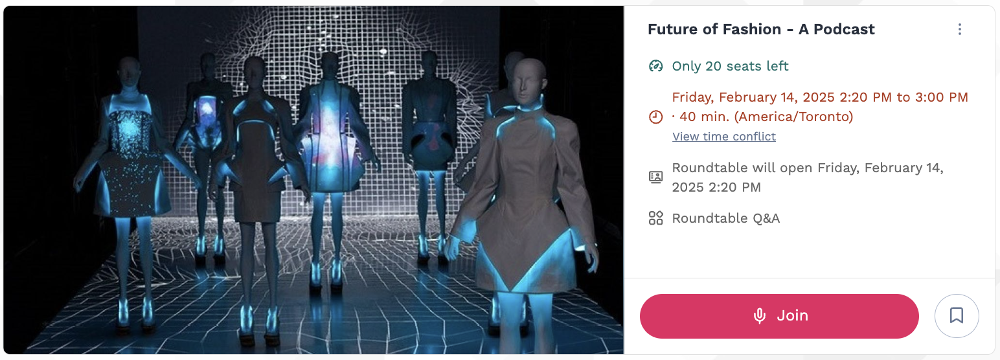 Future of Fashion - A Podcast
Only 20 seats left
Friday, February 14, 2025 2:20 PM to 3:00 PM
· 40 min. (America/Toronto)
View time conflict
Roundtable will open Friday, February 14,
2025 2:20 PM
Roundtable Q&A
Join